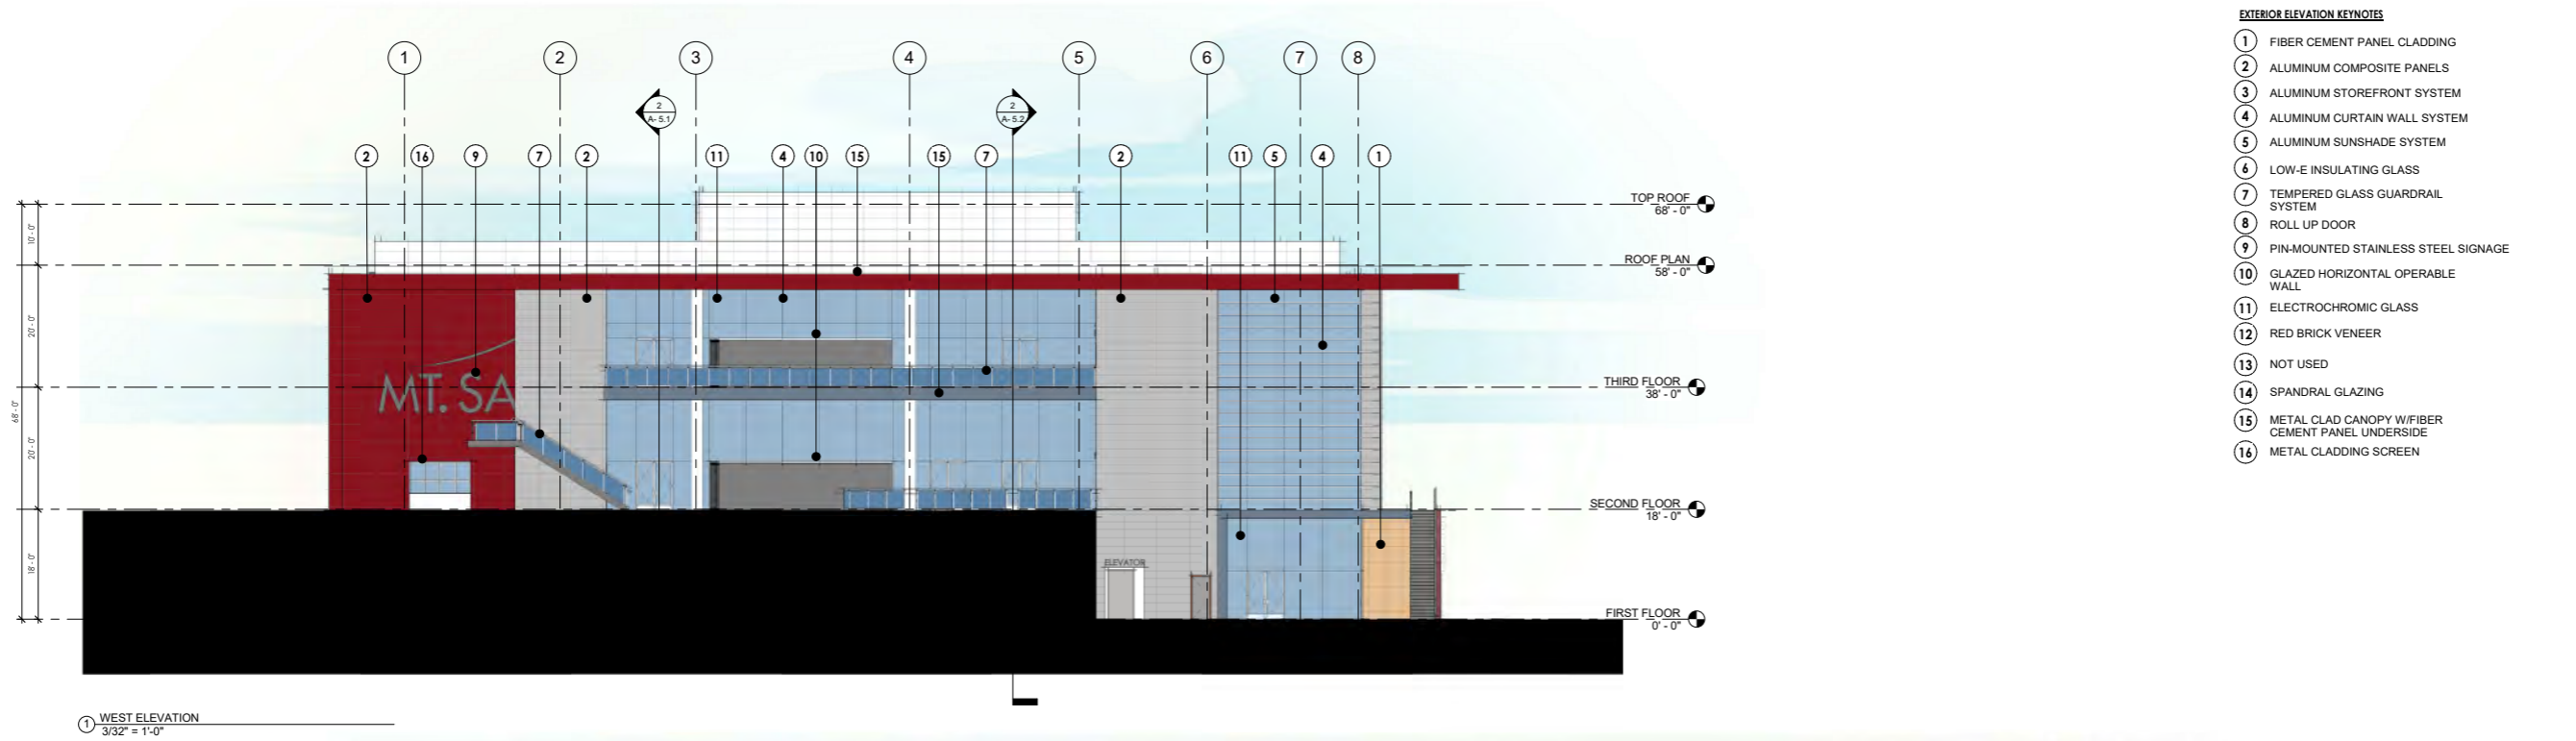 EXTERIOR ELEVATION KEYNOTES
1 FIBER CEMENT PANEL CLADDING
2 ALUMINUM COMPOSITE PANELS
3 ALUMINUM STOREFRONT SYSTEM
4 ALUMINUM CURTAIN WALL SYSTEM
5 ALUMINUM SUNSHADE SYSTEM
6 LOW-E INSULATING GLASS
7 TEMPERED GLASS GUARDRAIL
SYSTEM
8 ROLL UP DOOR
9 PIN-MOUNTED STAINLESS STEEL SIGNAGE
10 GLAZED HORIZONTAL OPERABLE
WALL
11 ELECTROCHROMIC GLASS
12 RED BRICK VENEER
13 NOT USED
14 SPANDRAL GLAZING
15 METAL CLAD CANOPY W/FIBER
CEMENT PANEL UNDERSIDE
16 METAL CLADDING SCREEN
1 2 3 4 5 6 7 8
2
A- 5.1
2
A- 5.2
2 16 9 7 2 11 4 10 15 15 7 2 11 5 4 1
TOP ROOF
68' - 0"
ROOF PLAN
58' - 0"
THIRD FLOOR
38' - 0"
SECOND FLOOR
18' - 0"
FIRST FLOOR
0' - 0"
10' - 0"
20' - 0"
20' - 0"
18' - 0"
68' - 0"
MT. SA
ELEVATOR
1 WEST ELEVATION
3/32" = 1'-0"